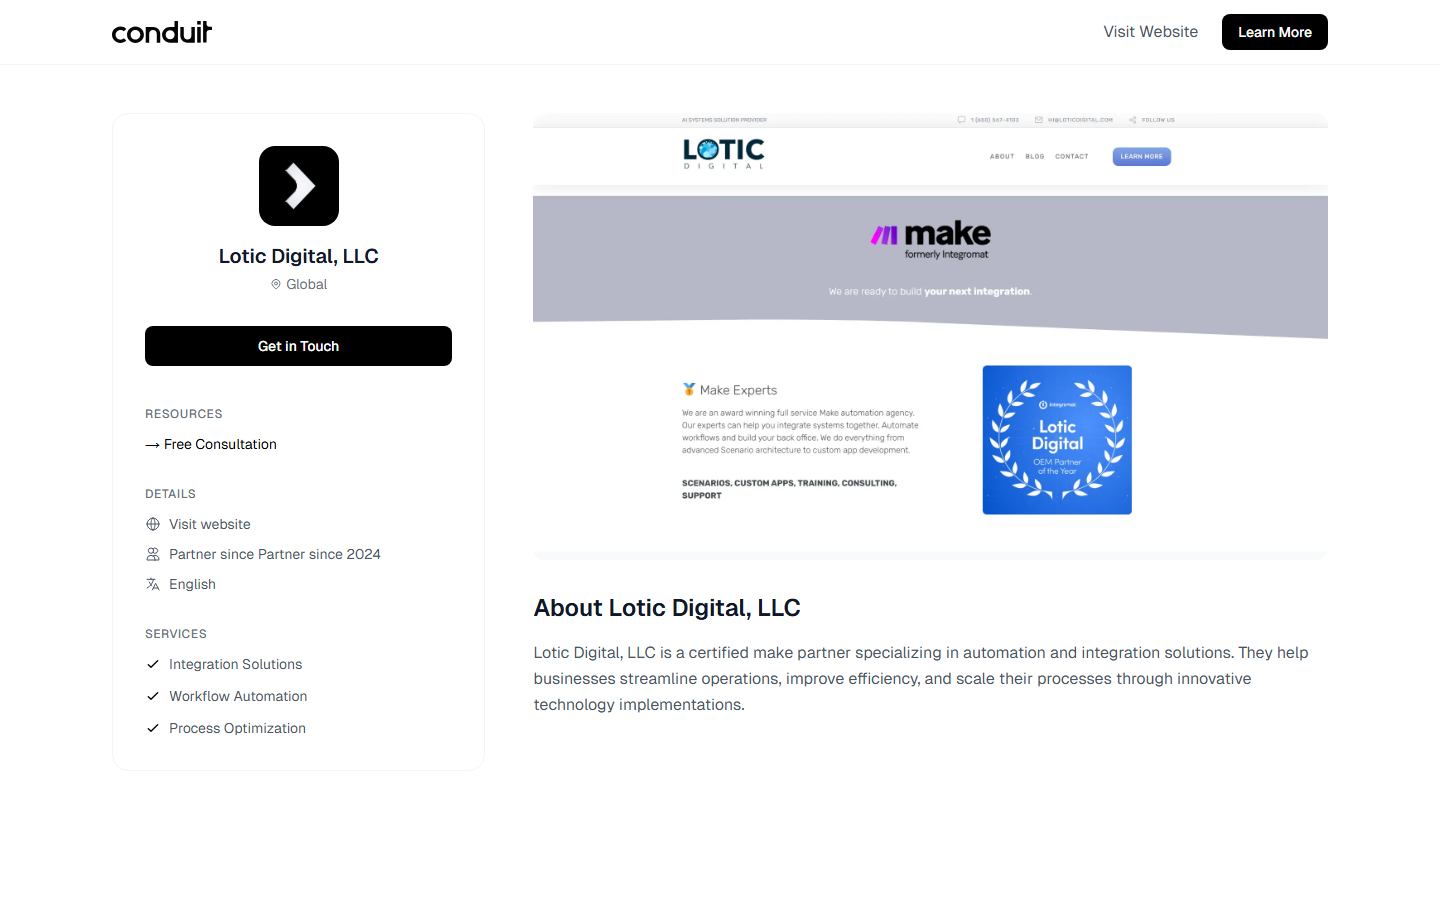 conduit
Visit Website
Learn More
Lotic Digital, LLC
Global
Get in Touch
RESOURCES
→ Free Consultation
DETAILS
Visit website
Partner since Partner since 2024
English
SERVICES
Integration Solutions
Workflow Automation
Process Optimization
AI SYSTEMS SOLUTION PROVIDER
HI@LOTICDIGITAL.COM
FOLLOW US
LOTIC
DIGITAL
ABOUT BLOG CONTACT
LEARN MORE
make
formerly Integromat
We are ready to build your next integration.
Make Experts
We are an award winning full service Make automation agency.
Our experts can help you integrate systems together. Automate
workflows and build your back office. We do everything from
advanced Scenario architecture to custom app development.
SCENARIOS, CUSTOM APPS, TRAINING, CONSULTING,
SUPPORT
integromat
Lotic
Digital
OEM Partner
of the Year
About Lotic Digital, LLC
Lotic Digital, LLC is a certified make partner specializing in automation and integration solutions. They help
businesses streamline operations, improve efficiency, and scale their processes through innovative
technology implementations.